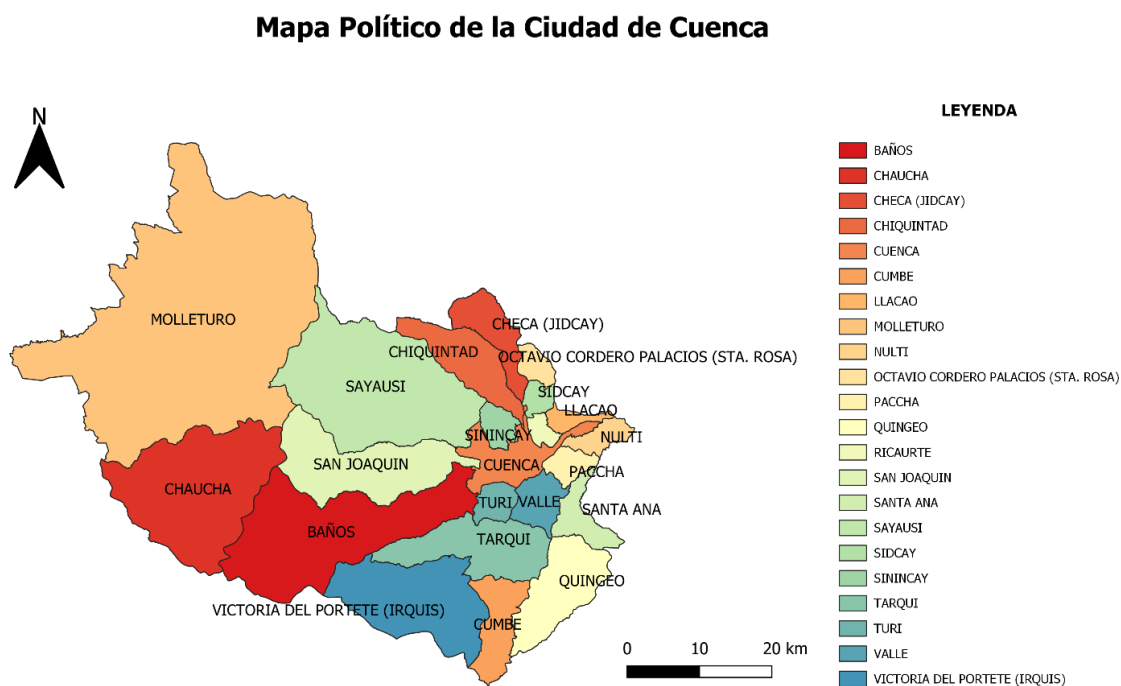 Mapa Político de la Ciudad de Cuenca
N
MOLLETURO
CHECA (JIDCAY)
CHIQUINTAD
OCTAVIO CORDERO PALACIOS (STA. ROSA)
SAYAUSI
SIDCAY
LLACAO
SININCAY
NULTI
SAN JOAQUIN
CUENCA
PACCHA
CHAUCHA
TURI
VALLE
SANTA ANA
BAÑOS
TARQUI
QUINGEO
VICTORIA DEL PORTETE (IRQUIS)
CUMBE
0 10 20 km
LEYENDA
BAÑOS
CHAUCHA
CHECA (JIDCAY)
CHIQUINTAD
CUENCA
CUMBE
LLACAO
MOLLETURO
NULTI
OCTAVIO CORDERO PALACIOS (STA. ROSA)
PACCHA
QUINGEO
RICAURTE
SAN JOAQUIN
SANTA ANA
SAYAUSI
SIDCAY
SININCAY
TARQUI
TURI
VALLE
VICTORIA DEL PORTETE (IRQUIS)